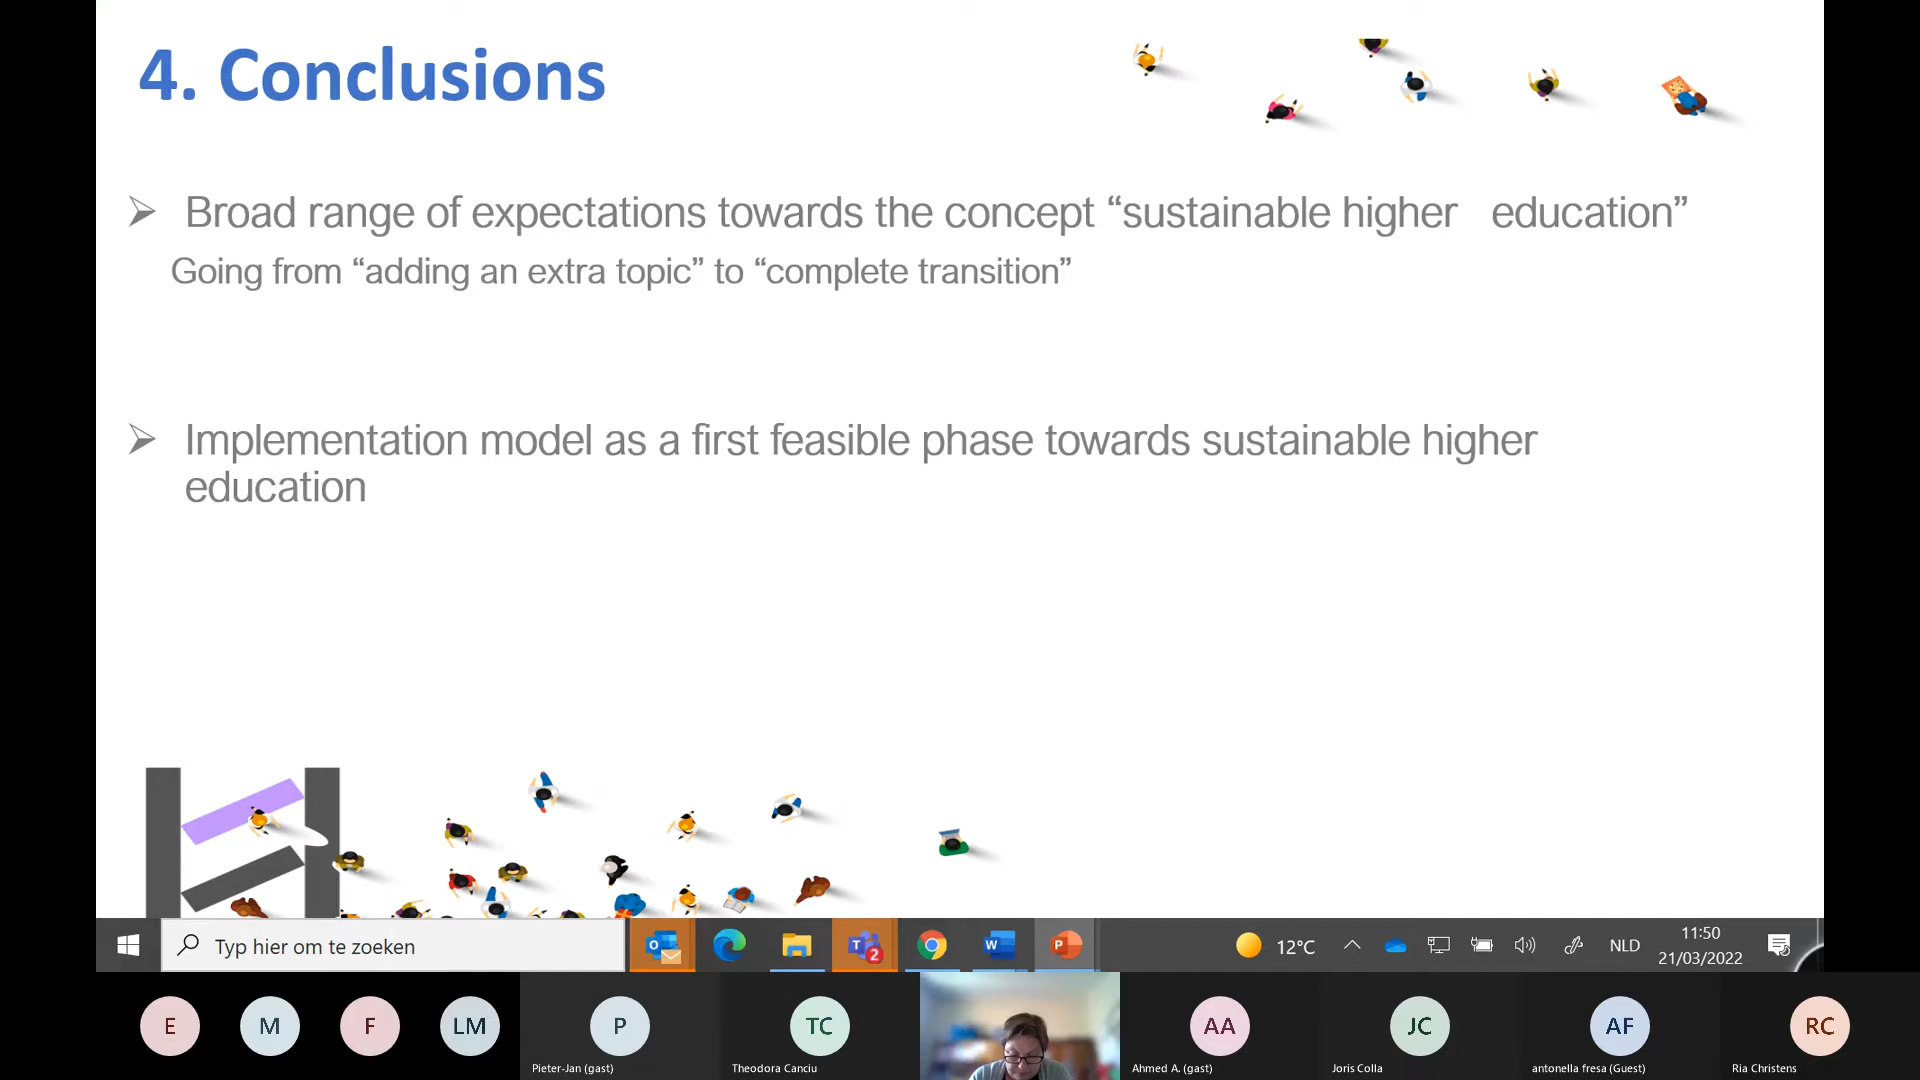 4. Conclusions
➢ Broad range of expectations towards the concept “sustainable higher education”
Going from “adding an extra topic” to “complete transition”
➢ Implementation model as a first feasible phase towards sustainable higher
education
Typ hier om te zoeken
2
12°C
NLD
11:50
21/03/2022
E
M
F
LM
P
TC
AA
JC
AF
RC
Pieter-Jan (gast)
Theodora Canciu
Ahmed A. (gast)
Joris Colla
antonella fresa (Guest)
Ria Christens